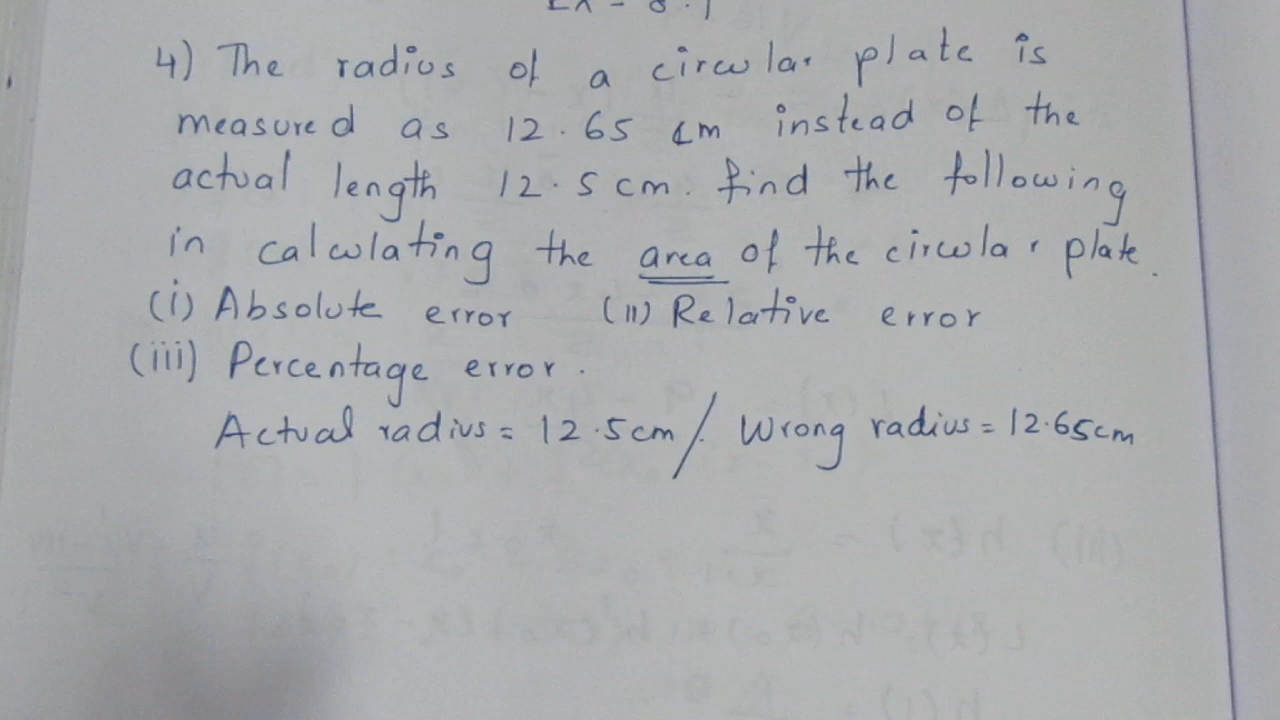 4) The radius of a circular plate is
measured as 12.65 cm instead of the
actual length 12.5 cm. find the following
in calculating the area of the circular plate.
(i) Absolute error (ii) Relative error
(iii) Percentage error.
Actual radius = 12.5cm / Wrong radius = 12.65cm